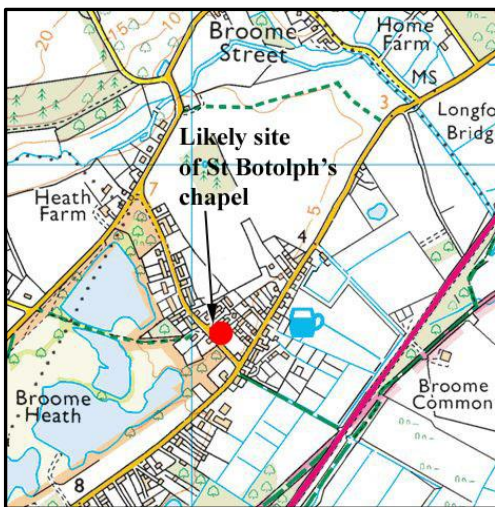 20
15
10
Broome
Street
Home
Farm
MS
3
Longfo
Bridg
Likely site
of St Botolph's
chapel
Heath Farm
7
5
4
Broome
Heath
Broome
Common
8